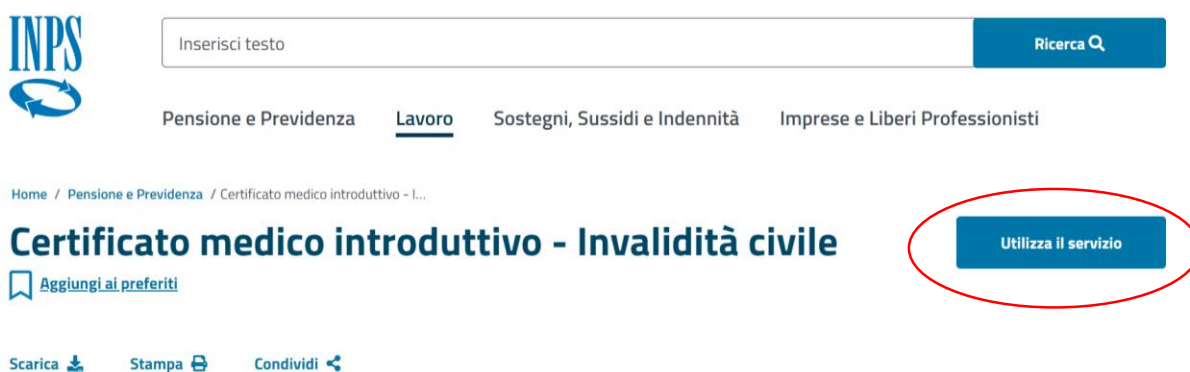 INPS
Inserisci testo
Ricerca
Pensione e Previdenza Lavoro Sostegni, Sussidi e Indennità Imprese e Liberi Professionisti
Home / Pensione e Previdenza / Certificato medico introduttivo - I...
Certificato medico introduttivo - Invalidità civile
Utilizza il servizio
Aggiungi ai preferiti
Scarica Stampa Condividi